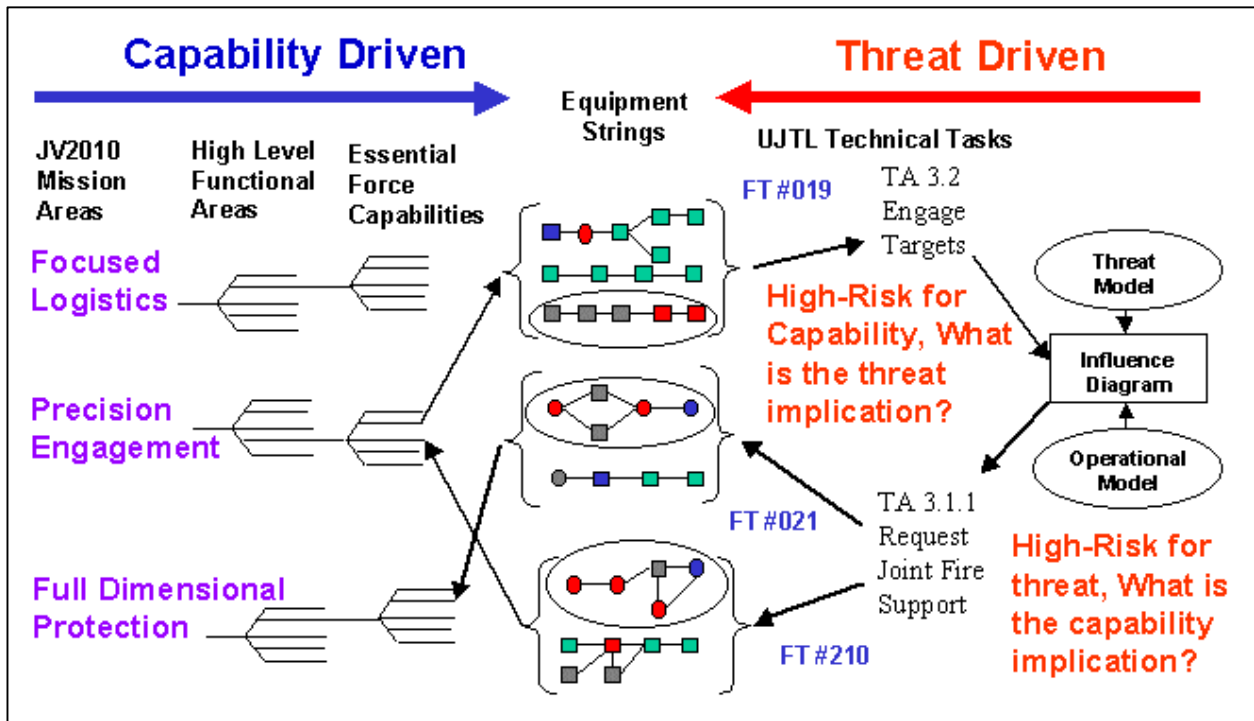 Capability Driven
Threat Driven
Equipment
Strings
JV2010
Mission
Areas
High Level
Functional
Areas
Essential
Force
Capabilities
UJTL Technical Tasks
FT #019
TA 3.2
Engage
Targets
Focused
Logistics
Threat
Model
High-Risk for
Capability, What
is the threat
implication?
Influence
Diagram
Precision
Engagement
Operational
Model
FT #021
TA 3.1.1
Request
Joint Fire
Support
High-Risk for
threat, What is
the capability
implication?
Full Dimensional
Protection
FT #210